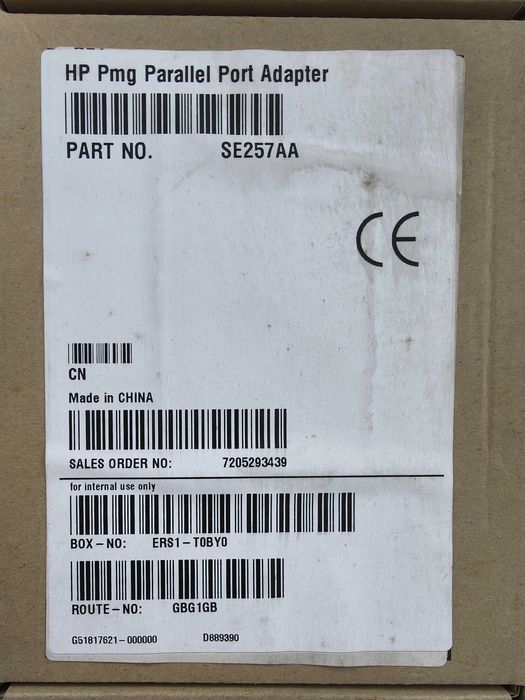 HP Pmg Parallel Port Adapter
PART NO. SE257AA
CE
CN
Made in CHINA
SALES ORDER NO: 7205293439
for internal use only
BOX-NO: ERS1-T0BY0
ROUTE-NO: GBG1GB
G51817621-000000 D889390